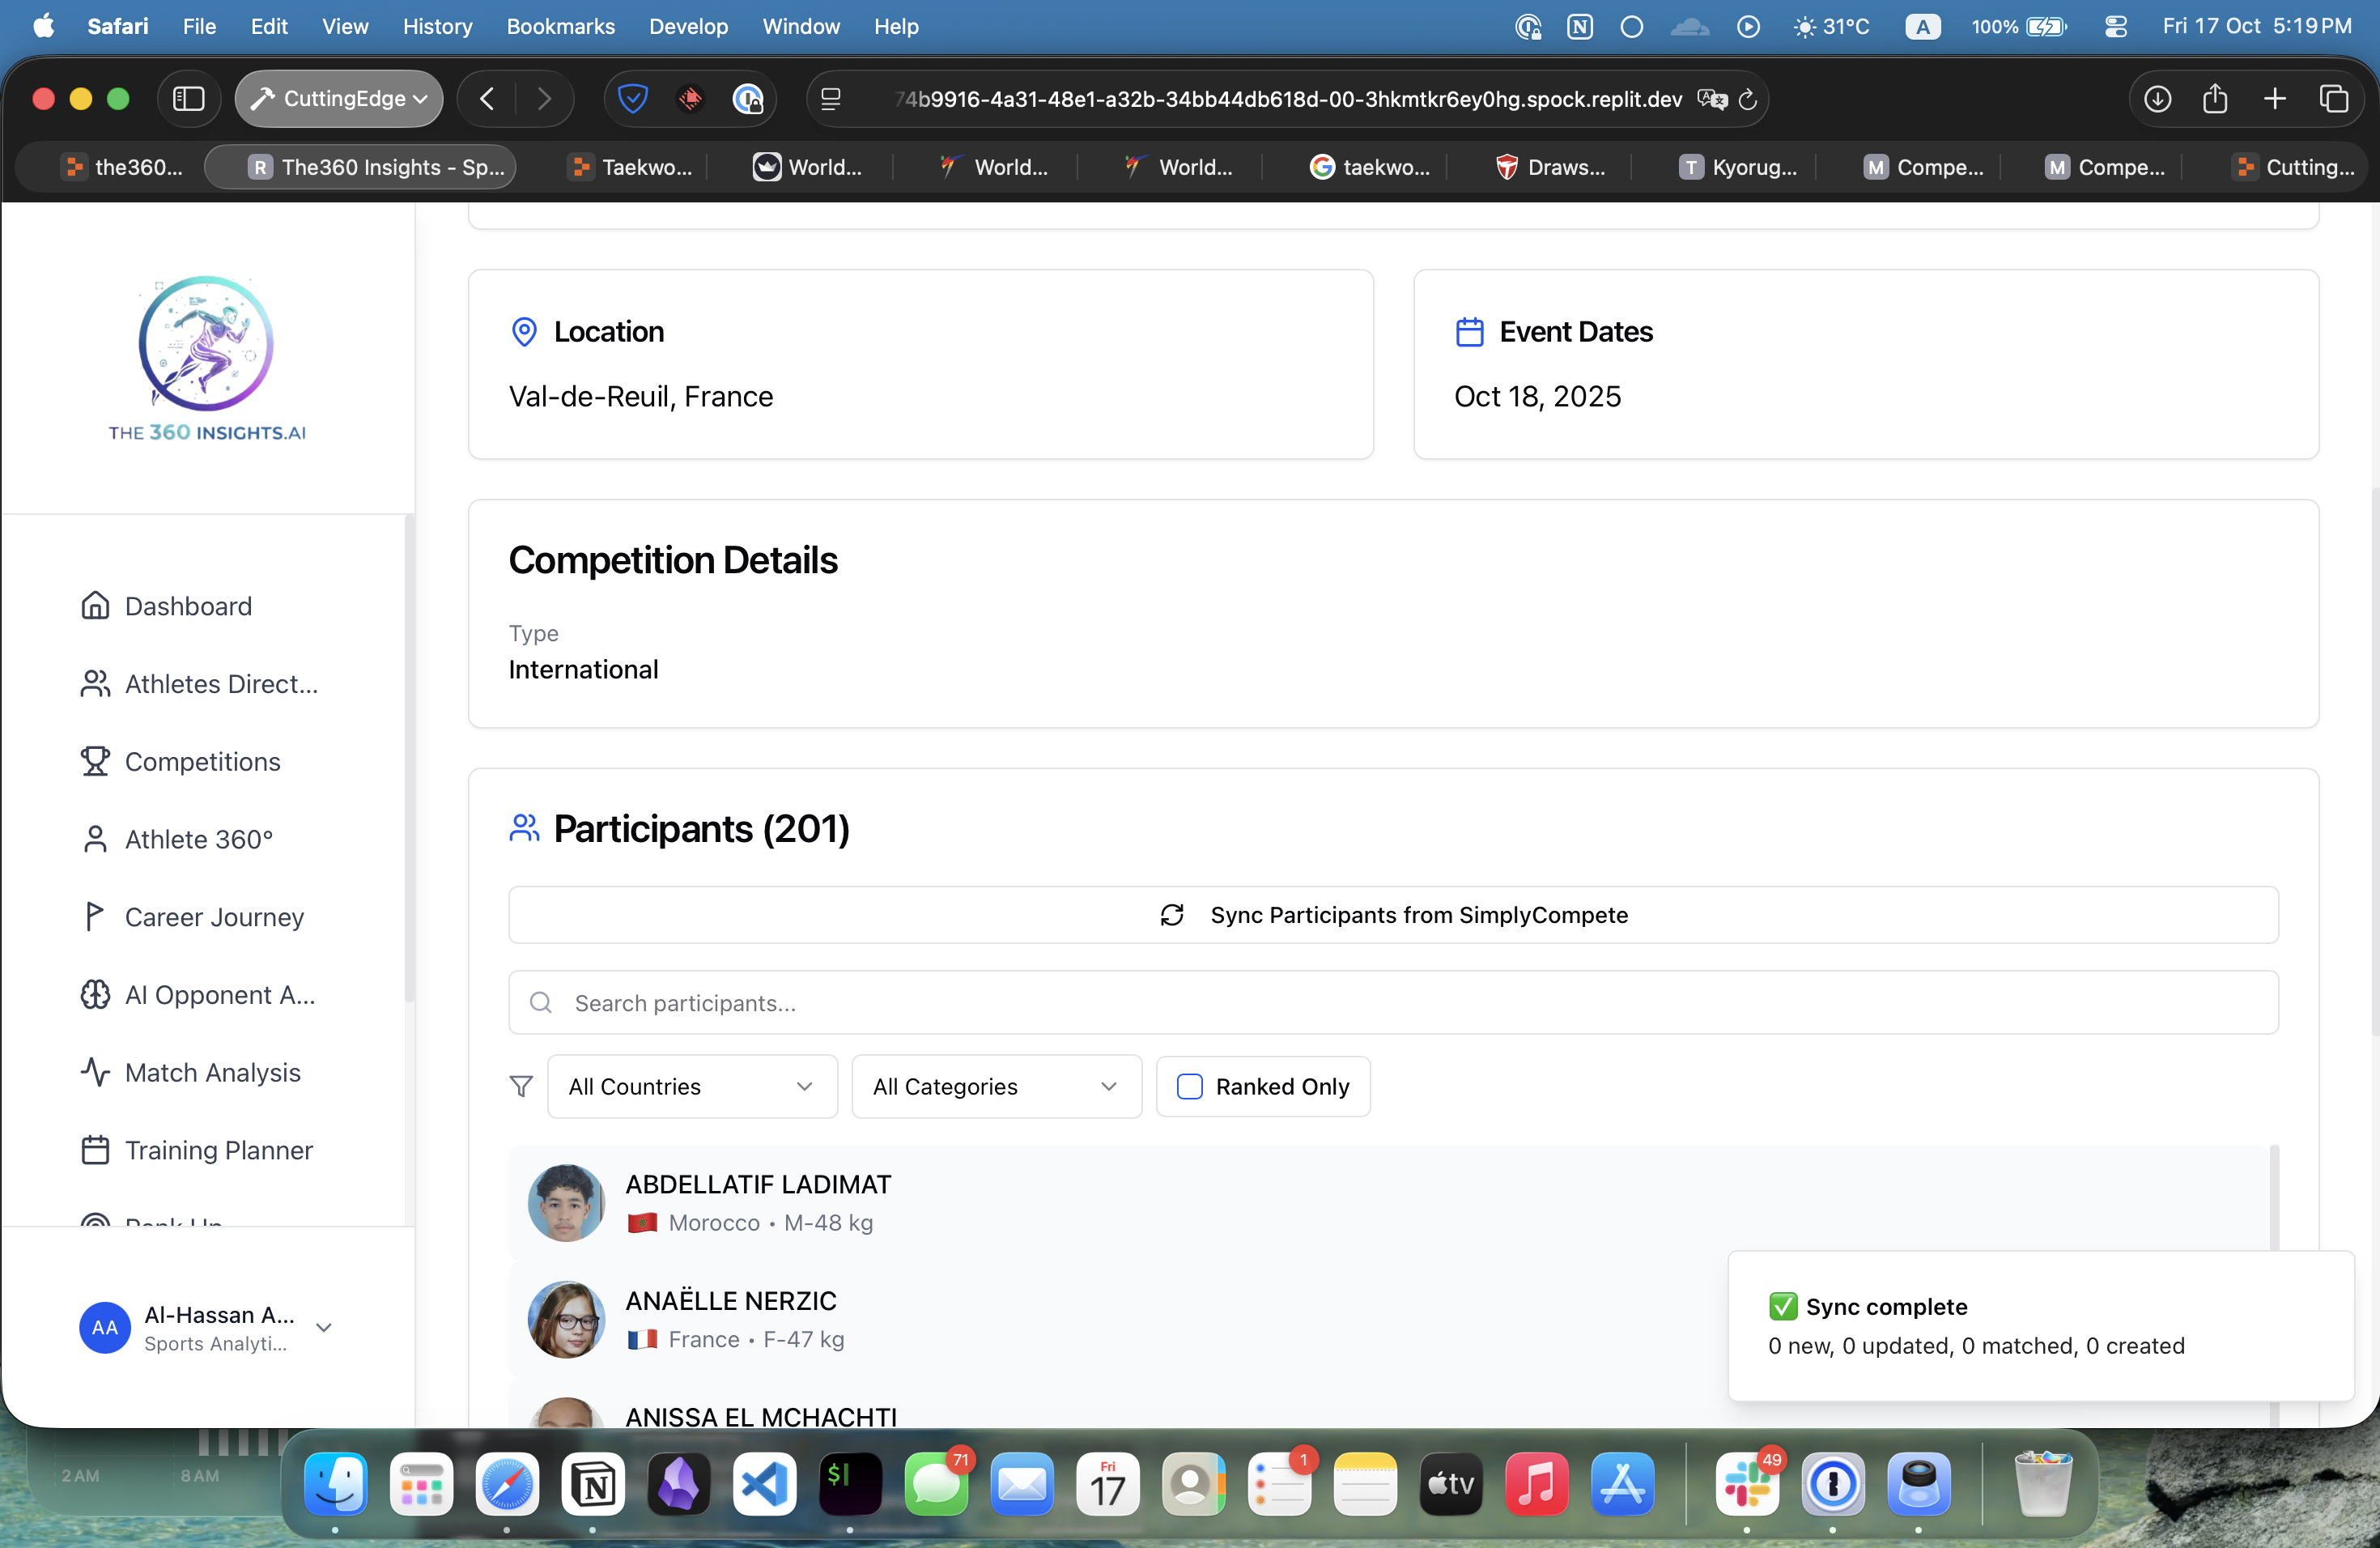 Safari File Edit View History Bookmarks Develop Window Help
31°C A 100% Fri 17 Oct 5:19 PM
CuttingEdge
74b9916-4a31-48e1-a32b-34bb44db618d-00-3hkmtkr6ey0hg.spock.replit.dev
the360...
R The360 Insights - Sp...
Taekwo...
World...
World...
World...
taekwo...
Draws...
T Kyorug...
M Compe...
M Compe...
Cutting...
THE 360 INSIGHTS.AI
Dashboard
Athletes Direct...
Competitions
Athlete 360°
Career Journey
AI Opponent A...
Match Analysis
Training Planner
Rank Up
AA
Al-Hassan A...
Sports Analyti...
Location
Val-de-Reuil, France
Event Dates
Oct 18, 2025
Competition Details
Type
International
Participants (201)
Sync Participants from SimplyCompete
Search participants...
All Countries
All Categories
Ranked Only
ABDELLATIF LADIMAT
Morocco • M-48 kg
ANAËLLE NERZIC
France • F-47 kg
ANISSA EL MCHACHTI
✅ Sync complete
0 new, 0 updated, 0 matched, 0 created
2 AM 8 AM
$
71
Fri
17
1
tv
49